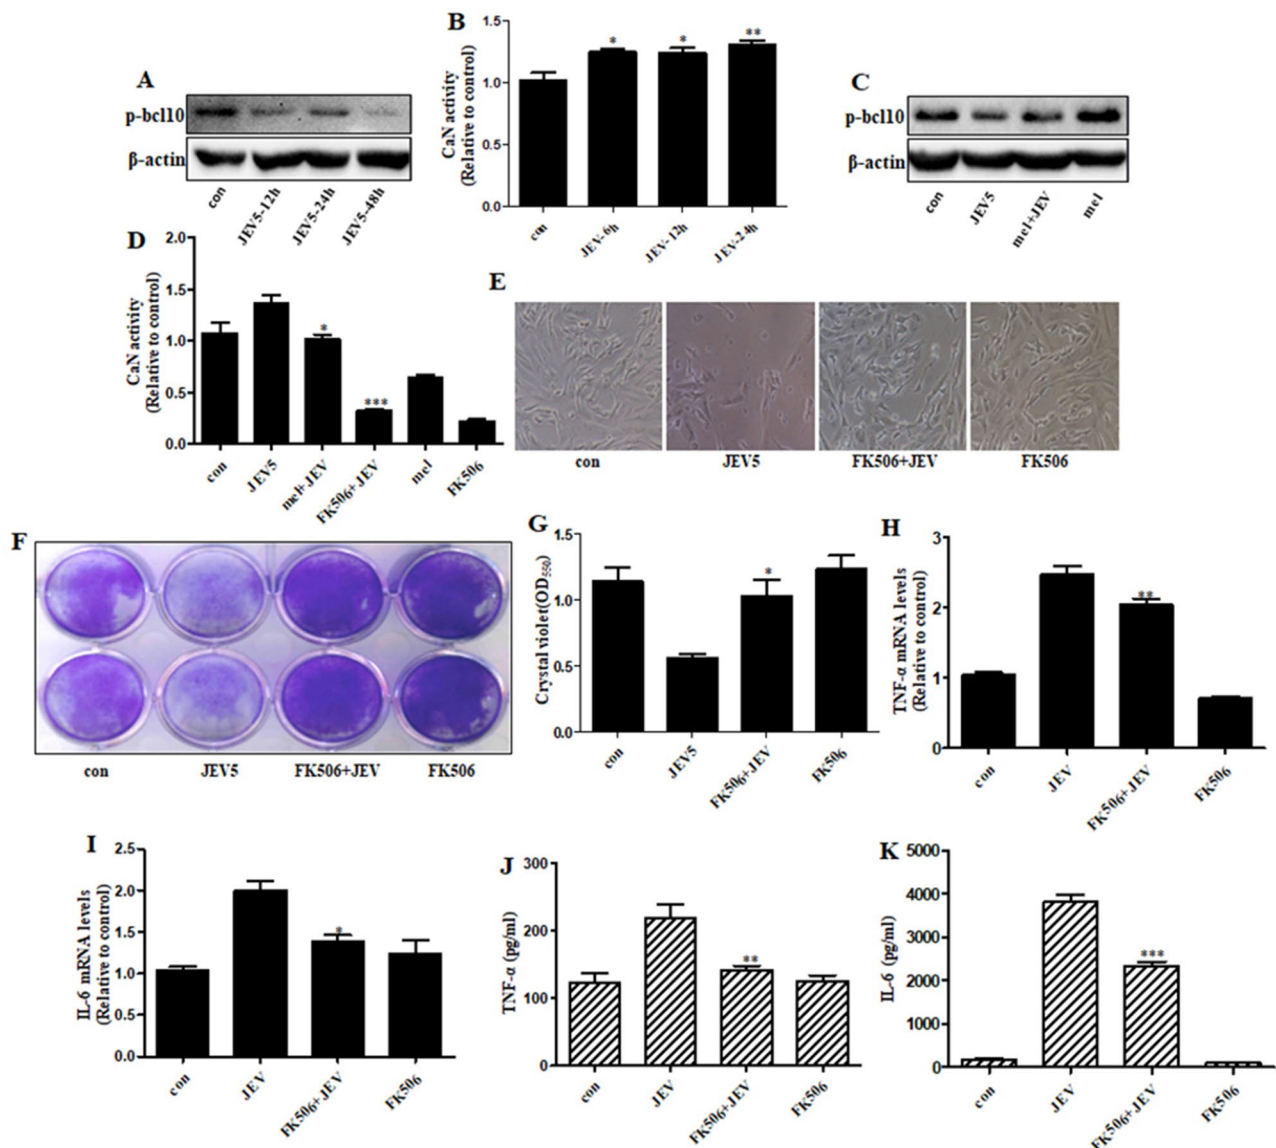 A
p-bcl10
β-actin
con
JEV5-12h
JEV5-24h
JEV5-48h
B
CaN activity
(Relative to control)
1.5
1.0
0.5
0.0
*
*
**
con
JEV-6h
JEV-12h
JEV-24h
C
p-bcl10
β-actin
con
JEV5
mel+JEV
mel
D
CaN activity
(Relative to control)
2.0
1.5
1.0
0.5
0.0
*
***
con
JEV5
mel+JEV
FK506+JEV
mel
FK506
E
con
JEV5
FK506+JEV
FK506
F
con
JEV5
FK506+JEV
FK506
G
Crystal violet(OD550)
1.5
1.0
0.5
0.0
*
con
JEV5
FK506+JEV
FK506
H
TNF-α mRNA levels
(Relative to control)
3
2
1
0
**
con
JEV
FK506+JEV
FK506
I
IL-6 mRNA levels
(Relative to control)
2.5
2.0
1.5
1.0
0.5
0.0
*
con
JEV
FK506+JEV
FK506
J
TNF-α (pg/ml)
300
200
100
0
**
con
JEV
FK506+JEV
FK506
K
IL-6 (pg/ml)
5000
4000
3000
2000
1000
0
***
con
JEV
FK506+JEV
FK506